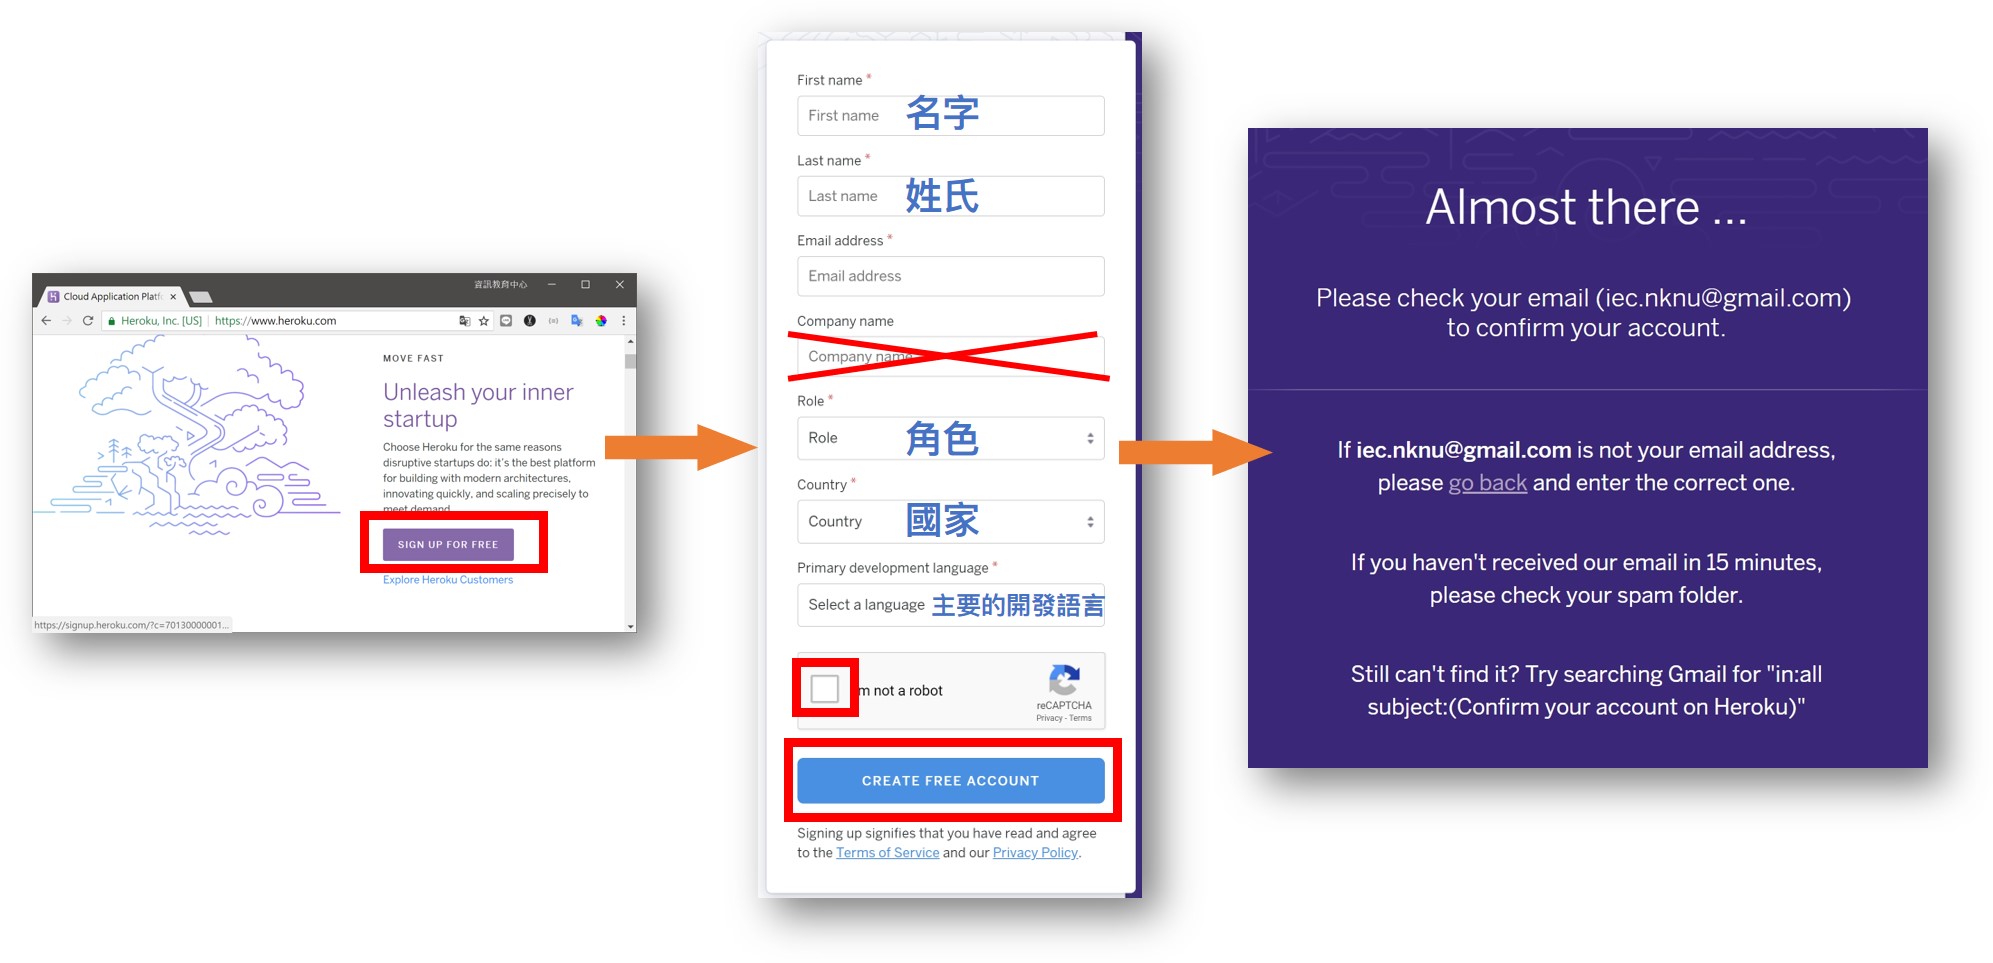 資訊教育中心
Cloud Application Platf
Heroku, Inc. [US] | https://www.heroku.com
MOVE FAST
Unleash your inner
startup
Choose Heroku for the same reasons
disruptive startups do: it's the best platform
for building with modern architectures,
innovating quickly, and scaling precisely to
meet demand.
SIGN UP FOR FREE
Explore Heroku Customers
https://signup.heroku.com/?c=70130000001...
First name *
First name 名字
Last name *
Last name 姓氏
Email address *
Email address
Company name
Company name
Role *
Role 角色
Country *
Country 國家
Primary development language *
Select a language 主要的開發語言
m not a robot
reCAPTCHA
Privacy - Terms
CREATE FREE ACCOUNT
Signing up signifies that you have read and agree
to the Terms of Service and our Privacy Policy.
Almost there ...
Please check your email (iec.nknu@gmail.com)
to confirm your account.
If iec.nknu@gmail.com is not your email address,
please go back and enter the correct one.
If you haven't received our email in 15 minutes,
please check your spam folder.
Still can't find it? Try searching Gmail for "in:all
subject:(Confirm your account on Heroku)"